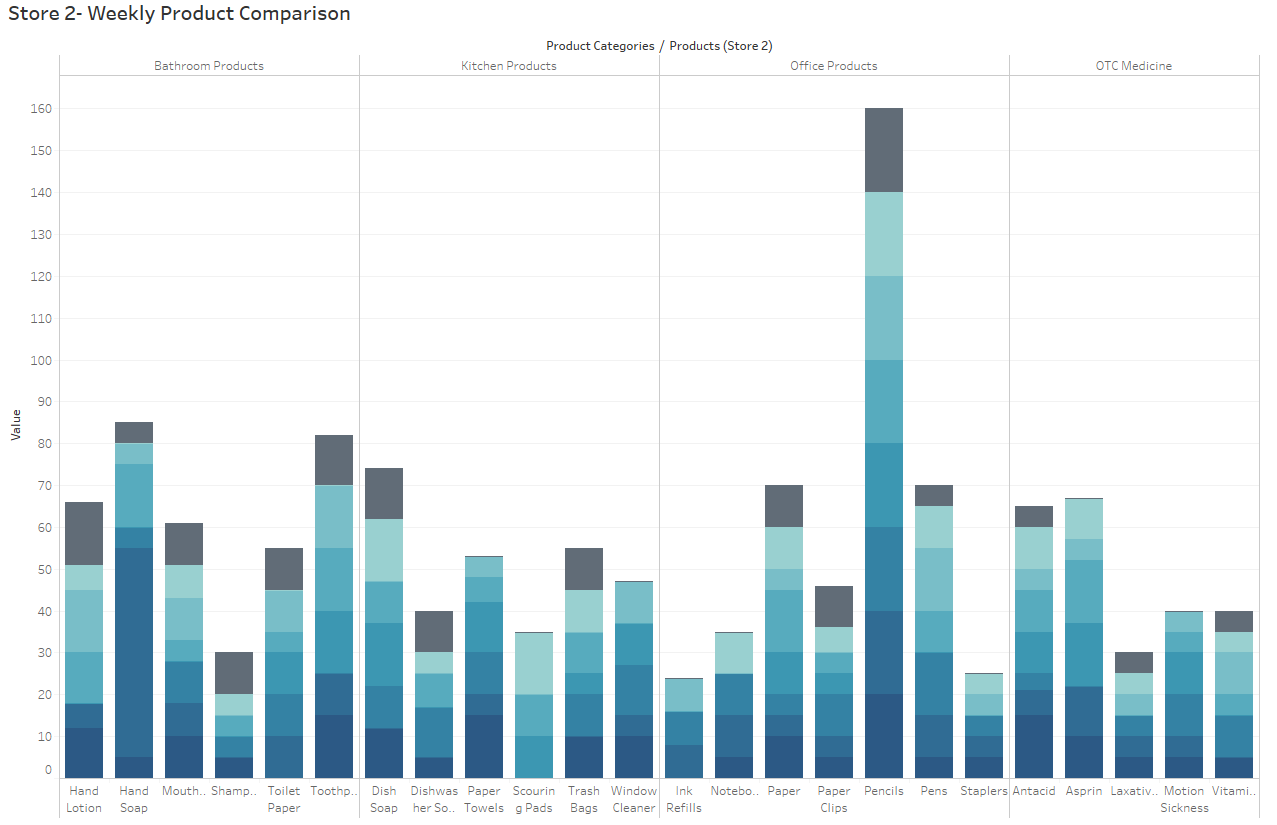 Store 2- Weekly Product Comparison
Product Categories / Products (Store 2)
Bathroom Products Kitchen Products Office Products OTC Medicine
160
150
140
130
120
110
100
90
80
70
60
50
40
30
20
10
0
Value
Hand Hand Mouth.. Shamp.. Toilet Toothp.. Dish Dishwas Paper Scourin Trash Window Ink Notebo.. Paper Paper Pencils Pens Staplers Antacid Asprin Laxativ.. Motion Vitami..
Lotion Soap Paper Soap her So.. Towels g Pads Bags Cleaner Refills Clips Sickness